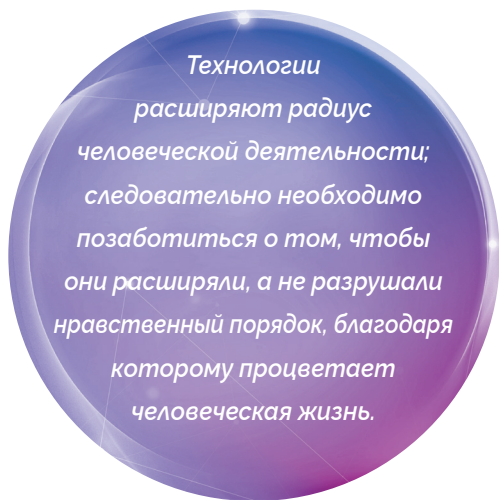 Технологии
расширяют радиус
человеческой деятельности;
следовательно необходимо
позаботиться о том, чтобы
они расширяли, а не разрушали
нравственный порядок, благодаря
которому процветает
человеческая жизнь.